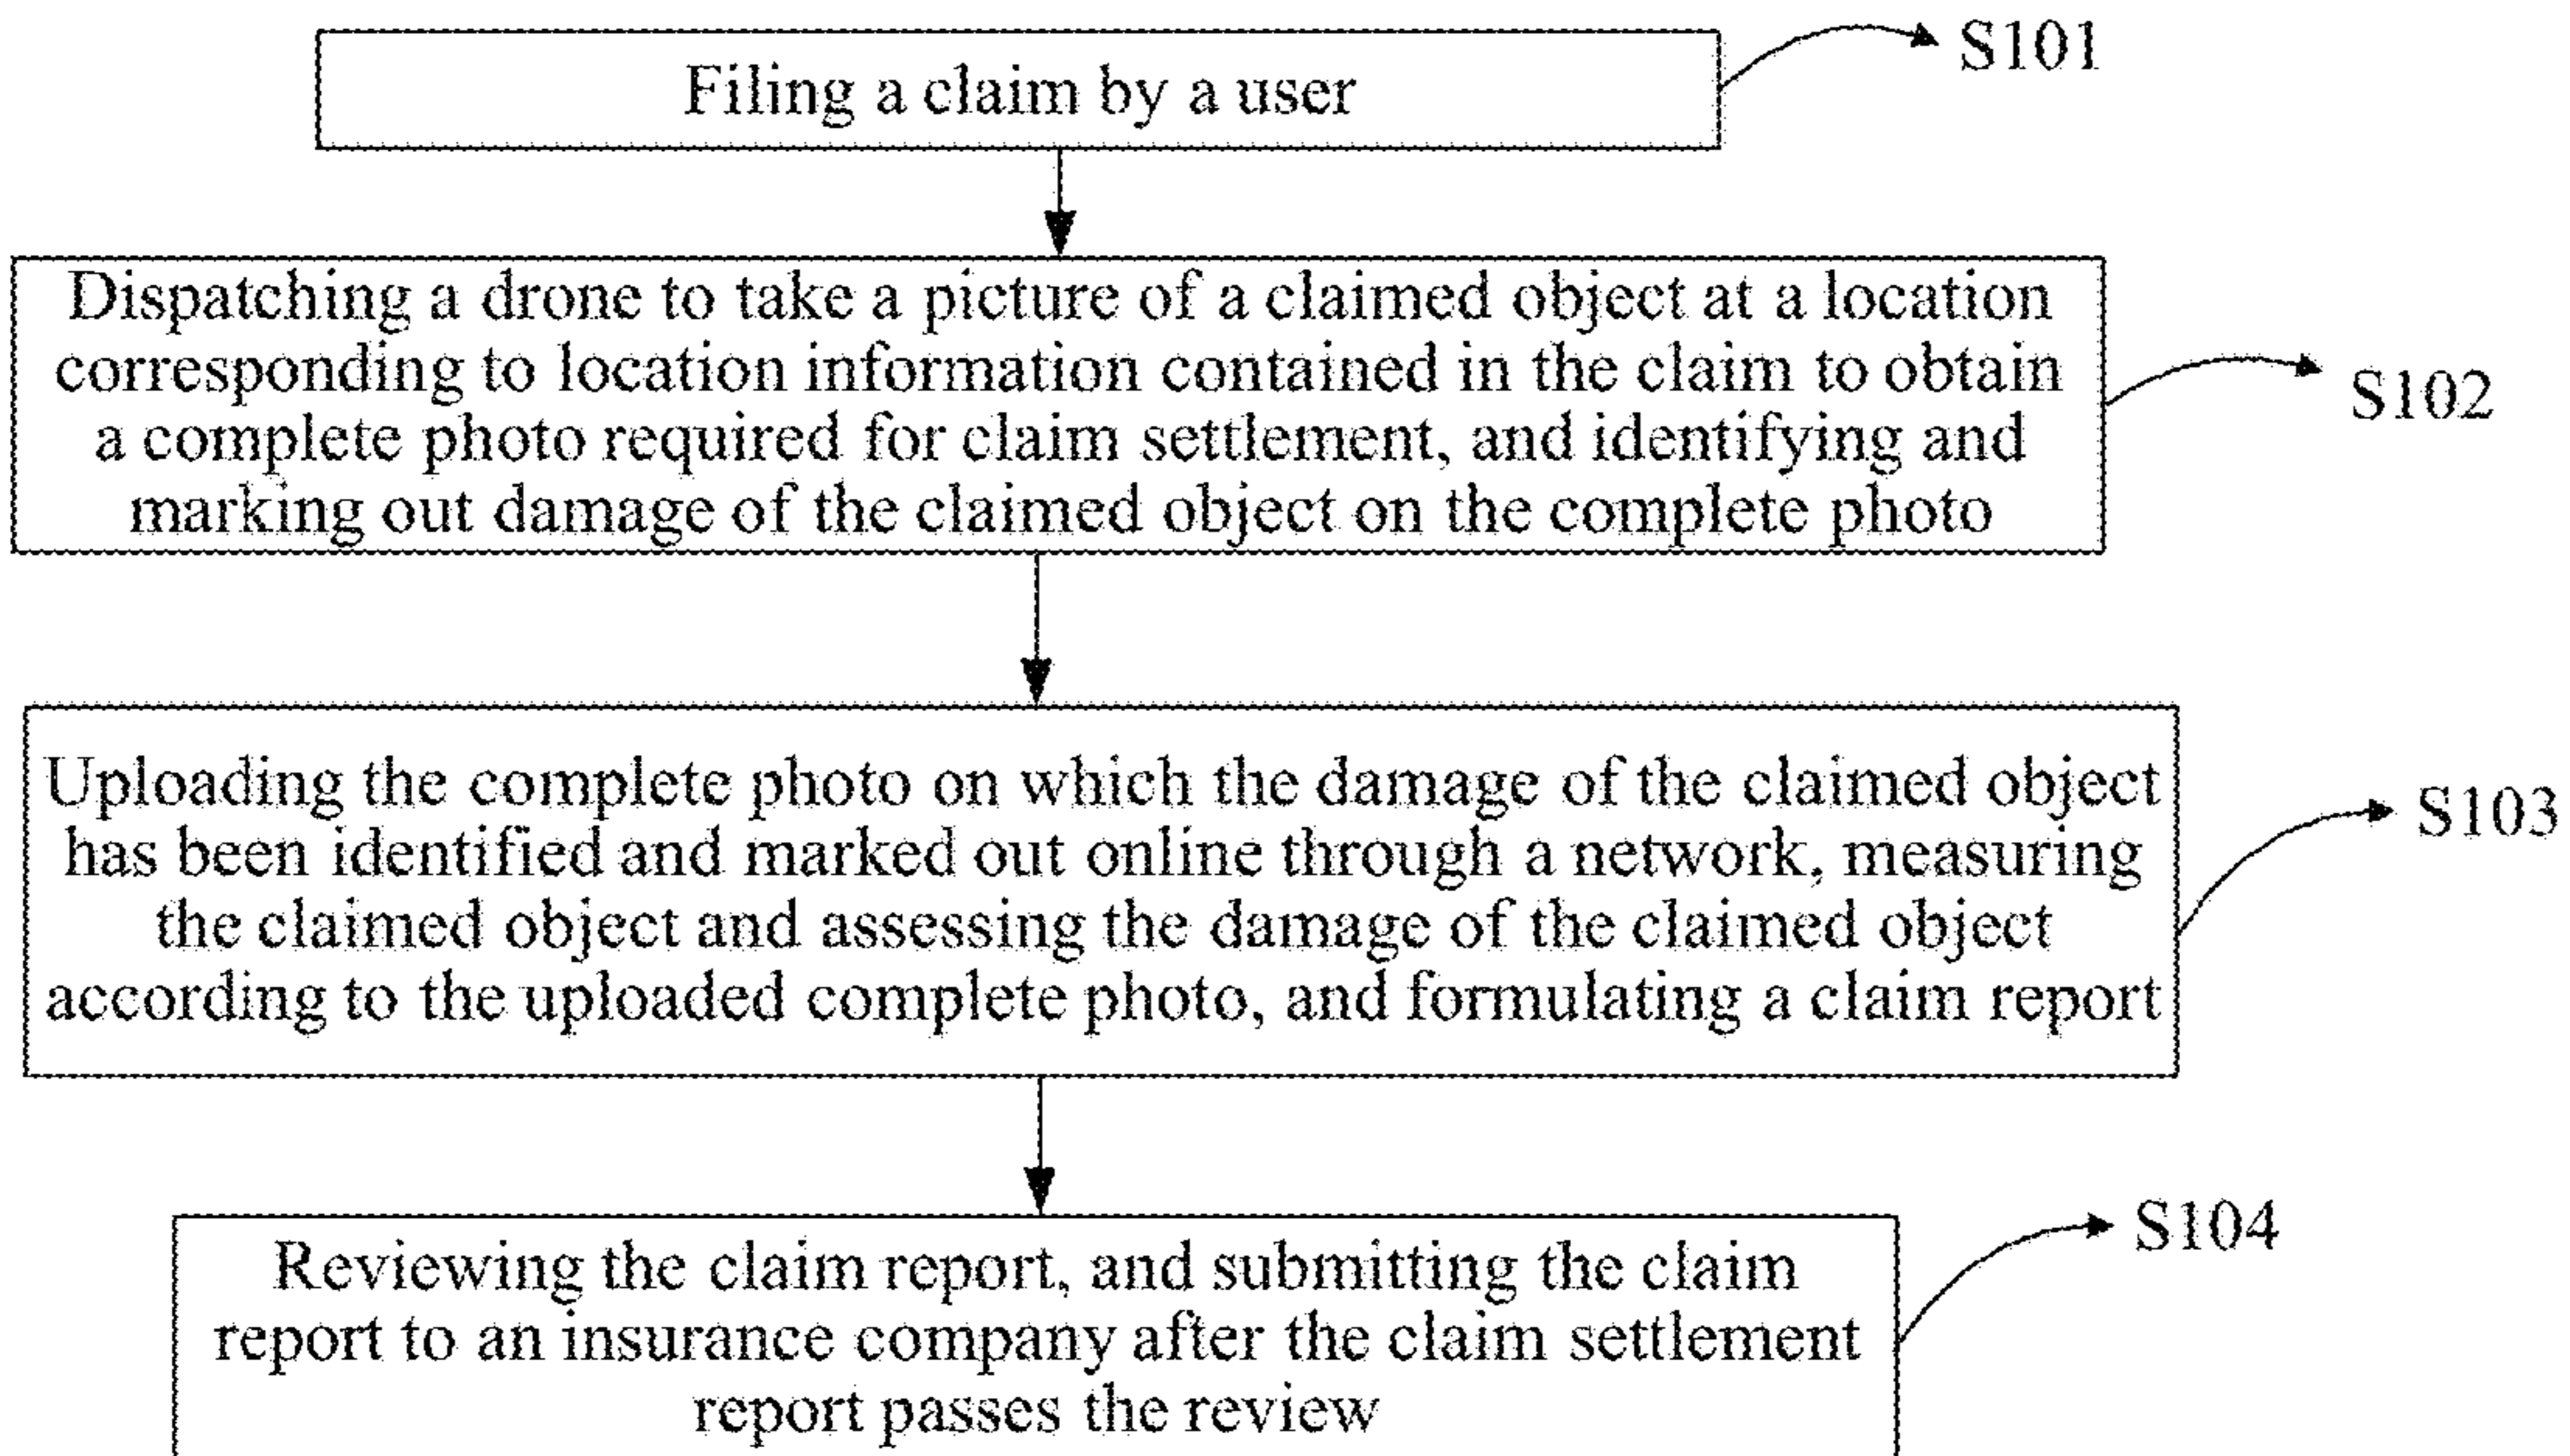 Filing a claim by a user
S101
Dispatching a drone to take a picture of a claimed object at a location
corresponding to location information contained in the claim to obtain
a complete photo required for claim settlement, and identifying and
marking out damage of the claimed object on the complete photo
S102
Uploading the complete photo on which the damage of the claimed object
has been identified and marked out online through a network, measuring
the claimed object and assessing the damage of the claimed object
according to the uploaded complete photo, and formulating a claim report
S103
Reviewing the claim report, and submitting the claim
report to an insurance company after the claim settlement
report passes the review
S104